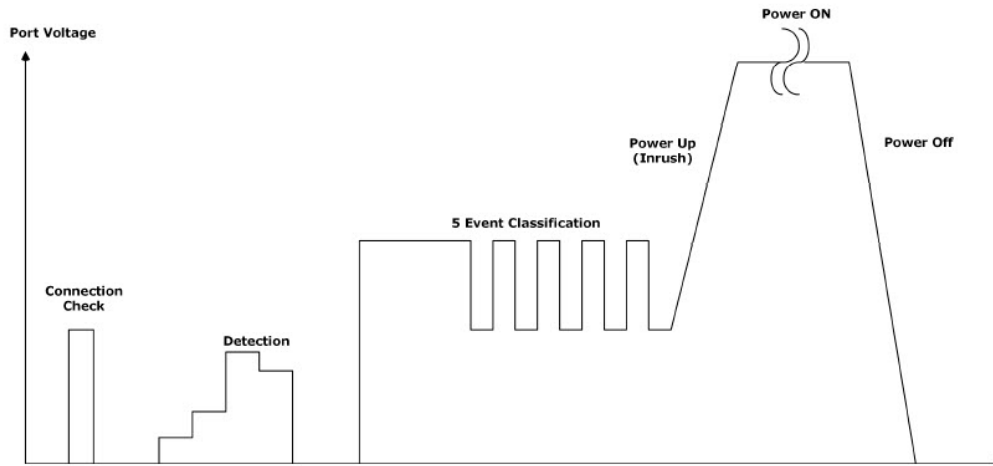 Power ON
Port Voltage
Power Up
(Inrush)
Power Off
5 Event Classification
Connection
Check
Detection